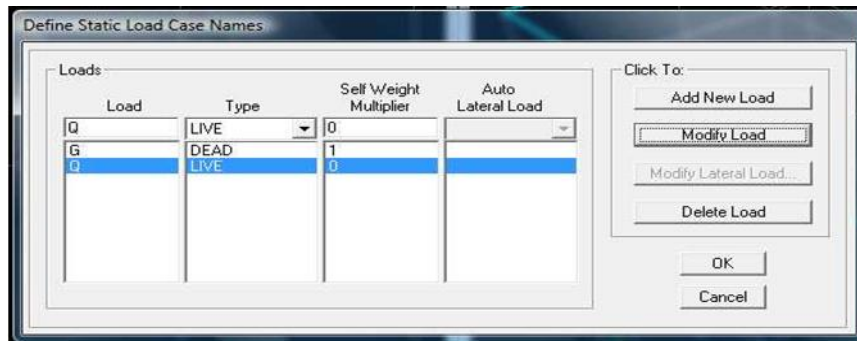 Define Static Load Case Names
Loads
Click To:
Load Type Self Weight Multiplier Auto Lateral Load
Q LIVE 0
G DEAD 1
Q LIVE 0
Add New Load
Modify Load
Modify Lateral Load...
Delete Load
OK
Cancel